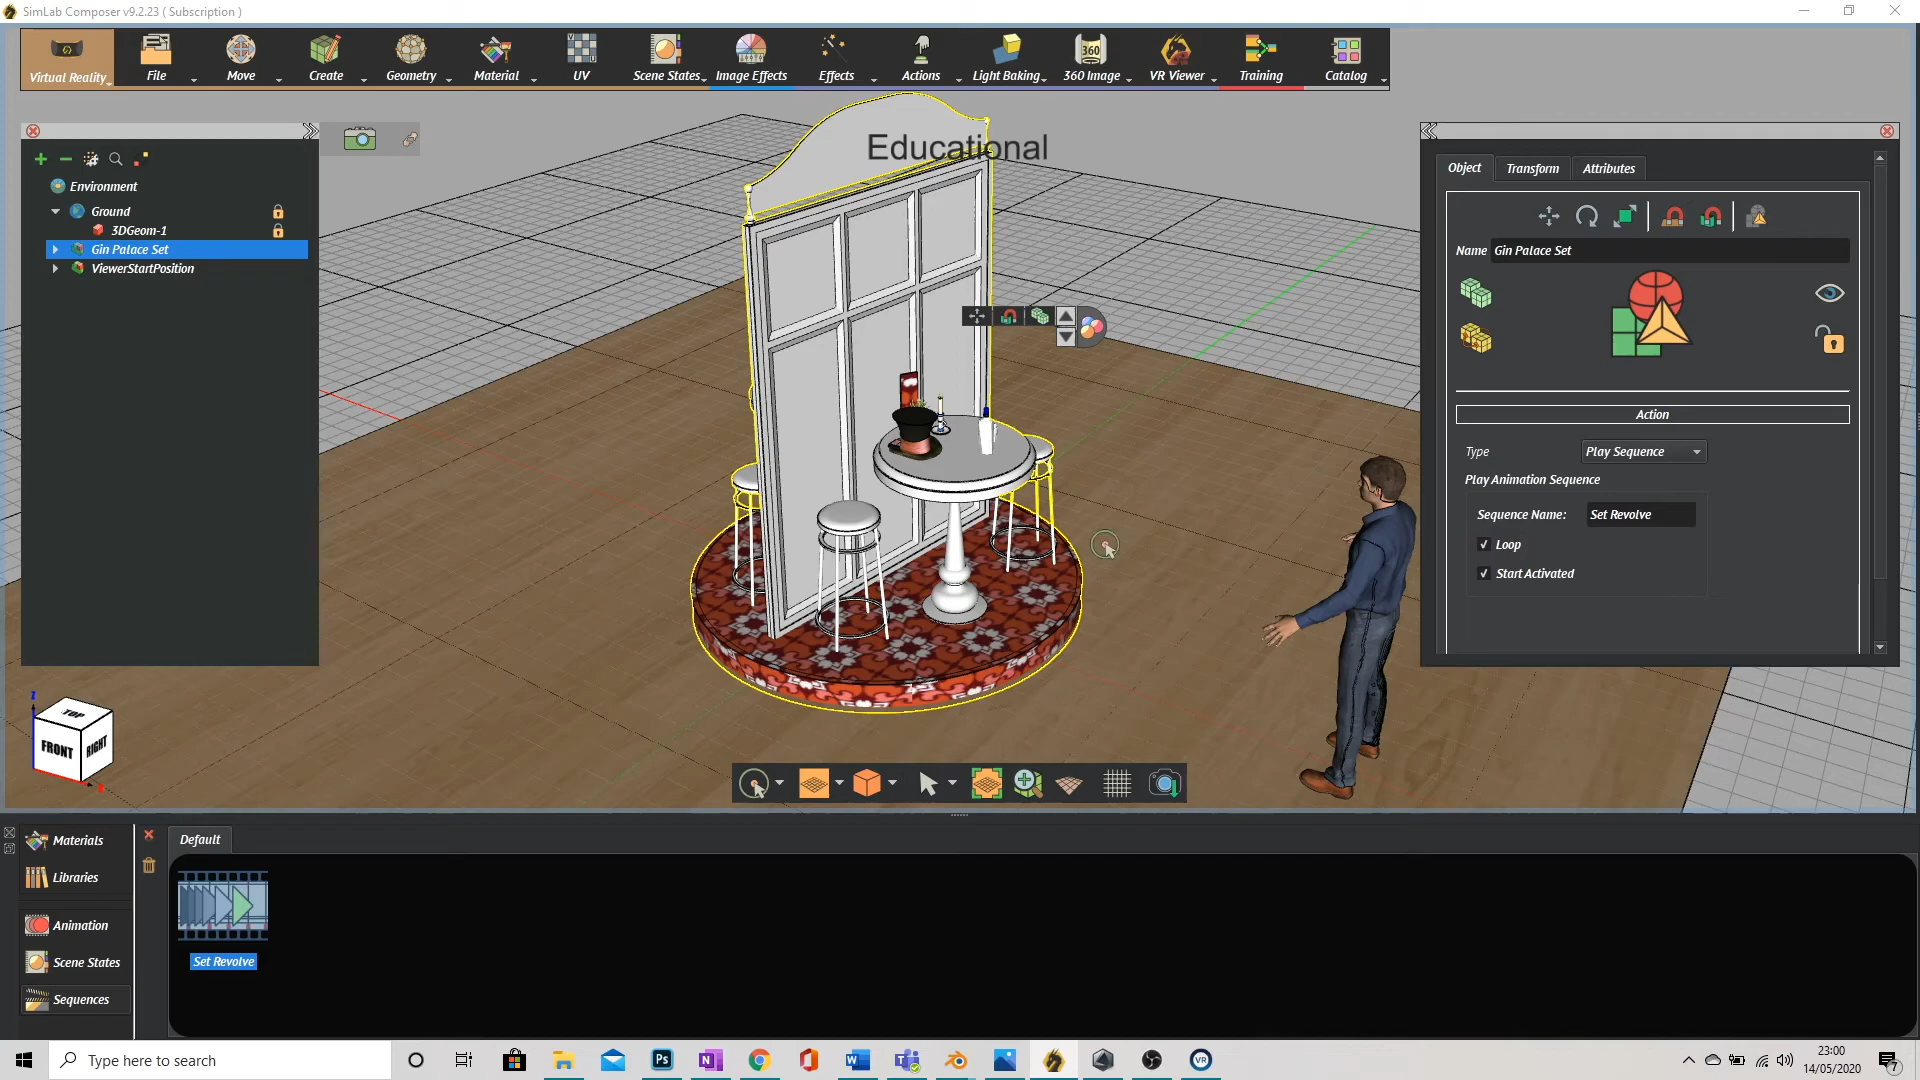 SimLab Composer v9.2.23 ( Subscription )
Virtual Reality
File
Move
Create
Geometry
Material
UV
Scene States
Image Effects
Effects
Actions
Light Baking
360
360 Image
VR Viewer
Training
Catalog
Educational
Environment
Ground
3DGeom-1
Gin Palace Set
ViewerStartPosition
Object
Transform
Attributes
Name Gin Palace Set
Action
Type Play Sequence
Play Animation Sequence
Sequence Name: Set Revolve
Loop
Start Activated
Z
TOP
FRONT
RIGHT
Materials
Libraries
Animation
Scene States
Sequences
Default
Set Revolve
Type here to search
Ps
N
W
VR
23:00
14/05/2020
7